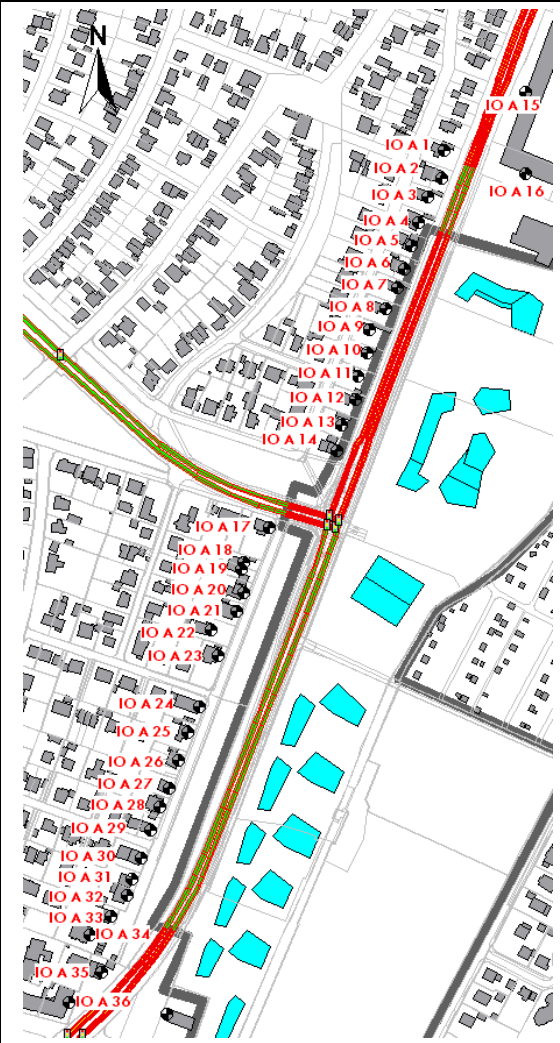 N
IO A 15
IO A 1
IO A 2
IO A 16
IO A 3
IO A 4
IO A 5
IO A 6
IO A 7
IO A 8
IO A 9
IO A 10
IO A 11
IO A 12
IO A 13
IO A 14
IO A 17
IO A 18
IO A 19
IO A 20
IO A 21
IO A 22
IO A 23
IO A 24
IO A 25
IO A 26
IO A 27
IO A 28
IO A 29
IO A 30
IO A 31
IO A 32
IO A 33
IO A 34
IO A 35
IO A 36